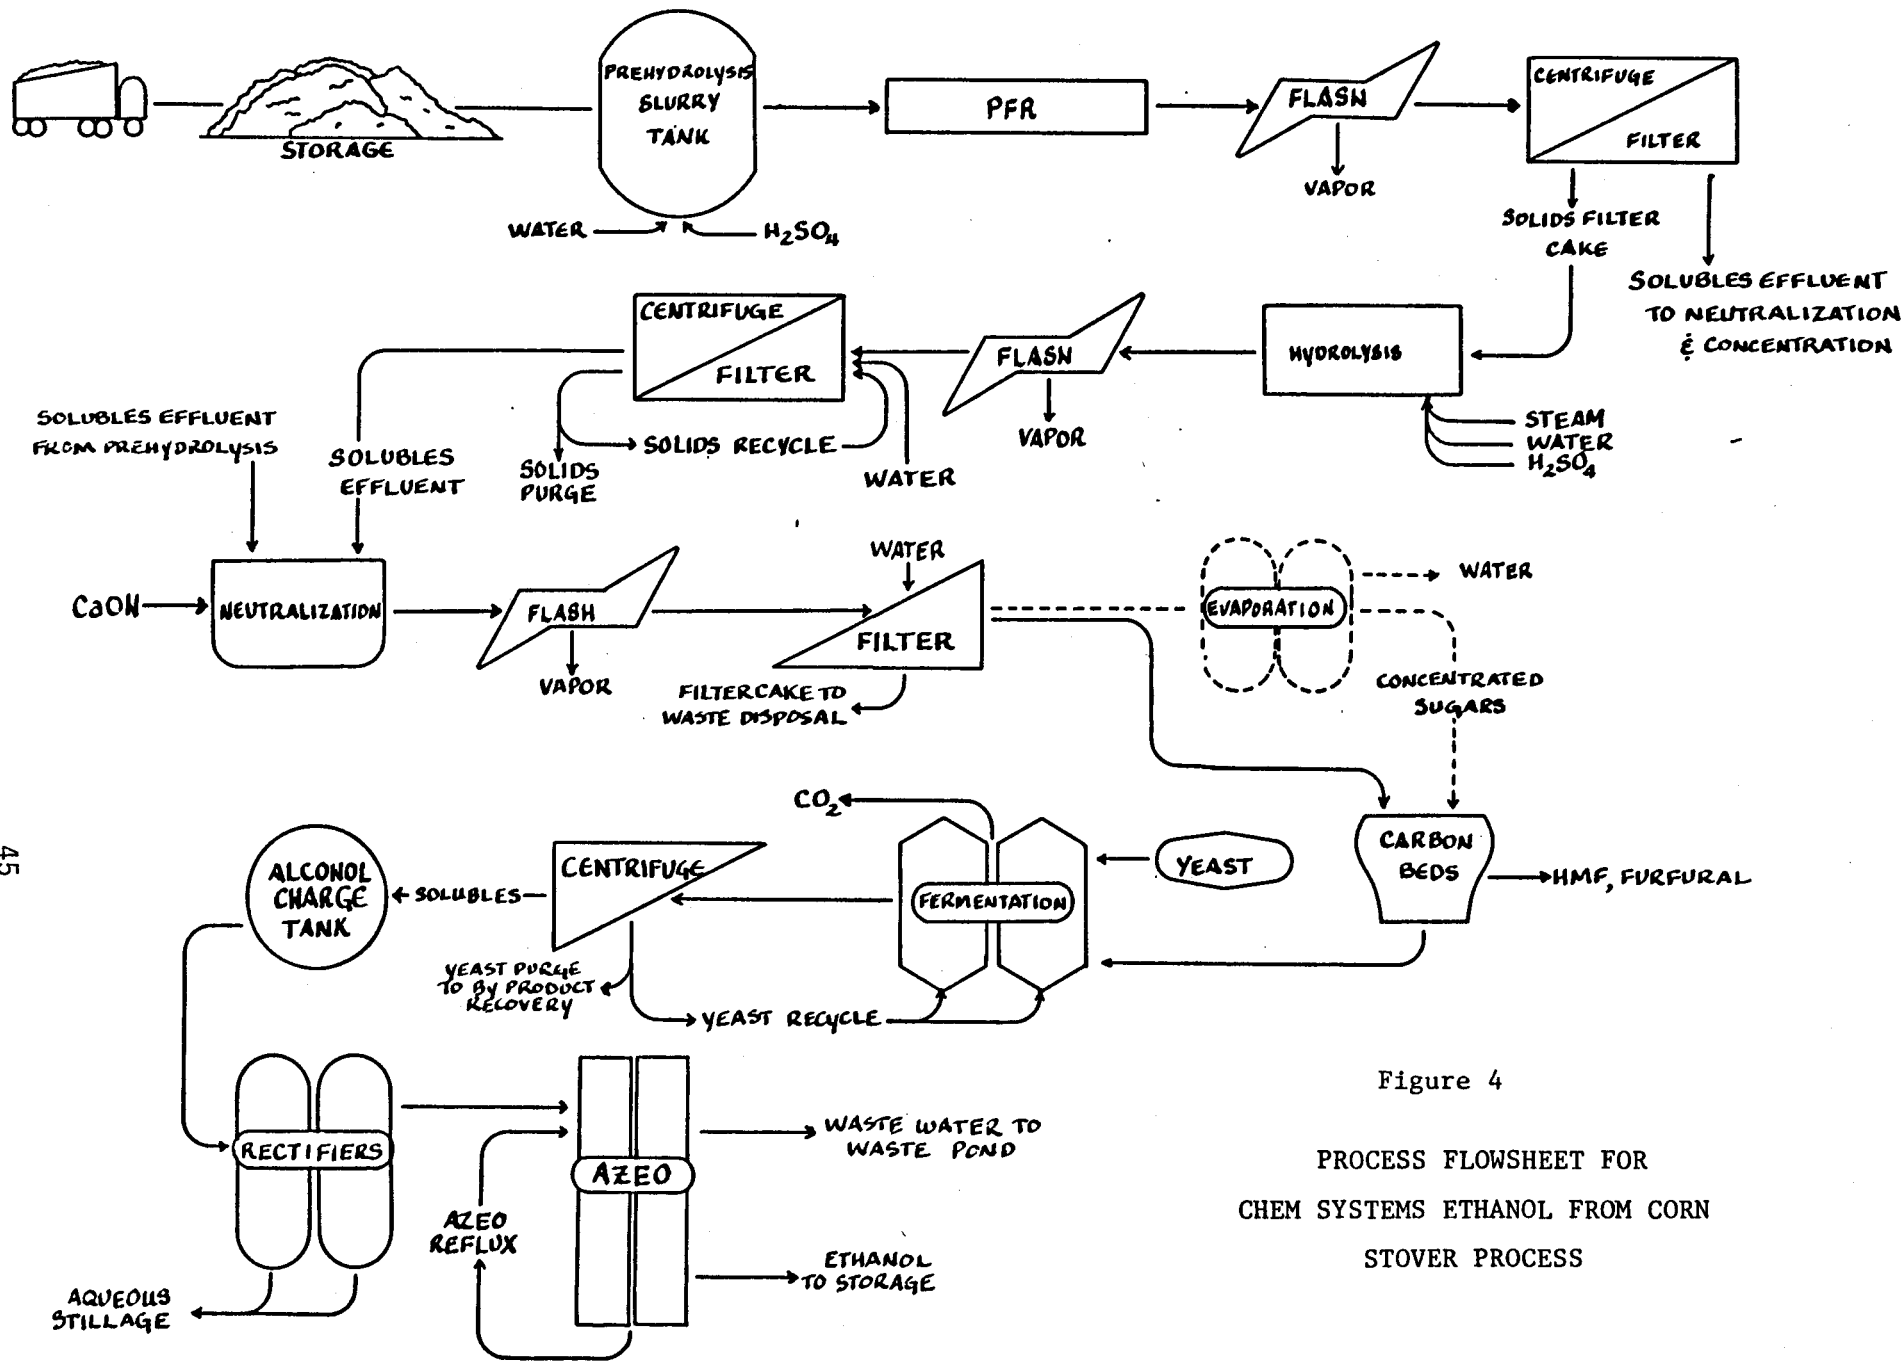 PREHYDROLYSIS
SLURRY
TANK
PFR
FLASN
CENTRIFUGE
FILTER
STORAGE
VAPOR
WATER
H2SO4
SOLIDS FILTER
CAKE
SOLUBLES EFFLUENT
TO NEUTRALIZATION
& CONCENTRATION
CENTRIFUGE
FILTER
FLASN
HYDROLYSIS
SOLUBLES EFFLUENT
FROM PREHYDROLYSIS
SOLUBLES
EFFLUENT
SOLIDS RECYCLE
SOLIDS
PURGE
WATER
VAPOR
STEAM
WATER
H2SO4
CaON
NEUTRALIZATION
FLASH
VAPOR
WATER
FILTER
FILTERCAKE TO
WASTE DISPOSAL
EVAPORATION
WATER
CONCENTRATED
SUGARS
CO2
ALCONOL
CHARGE
TANK
SOLUBLES
CENTRIFUGE
FERMENTATION
YEAST
CARBON
BEDS
HMF, FURFURAL
YEAST PURGE
TO BY PRODUCT
RECOVERY
YEAST RECYCLE
45
RECTIFIERS
AZEO
WASTE WATER TO
WASTE POND
AZEO
REFLUX
ETHANOL
TO STORAGE
AQUEOUS
STILLAGE
Figure 4
PROCESS FLOWSHEET FOR
CHEM SYSTEMS ETHANOL FROM CORN
STOVER PROCESS